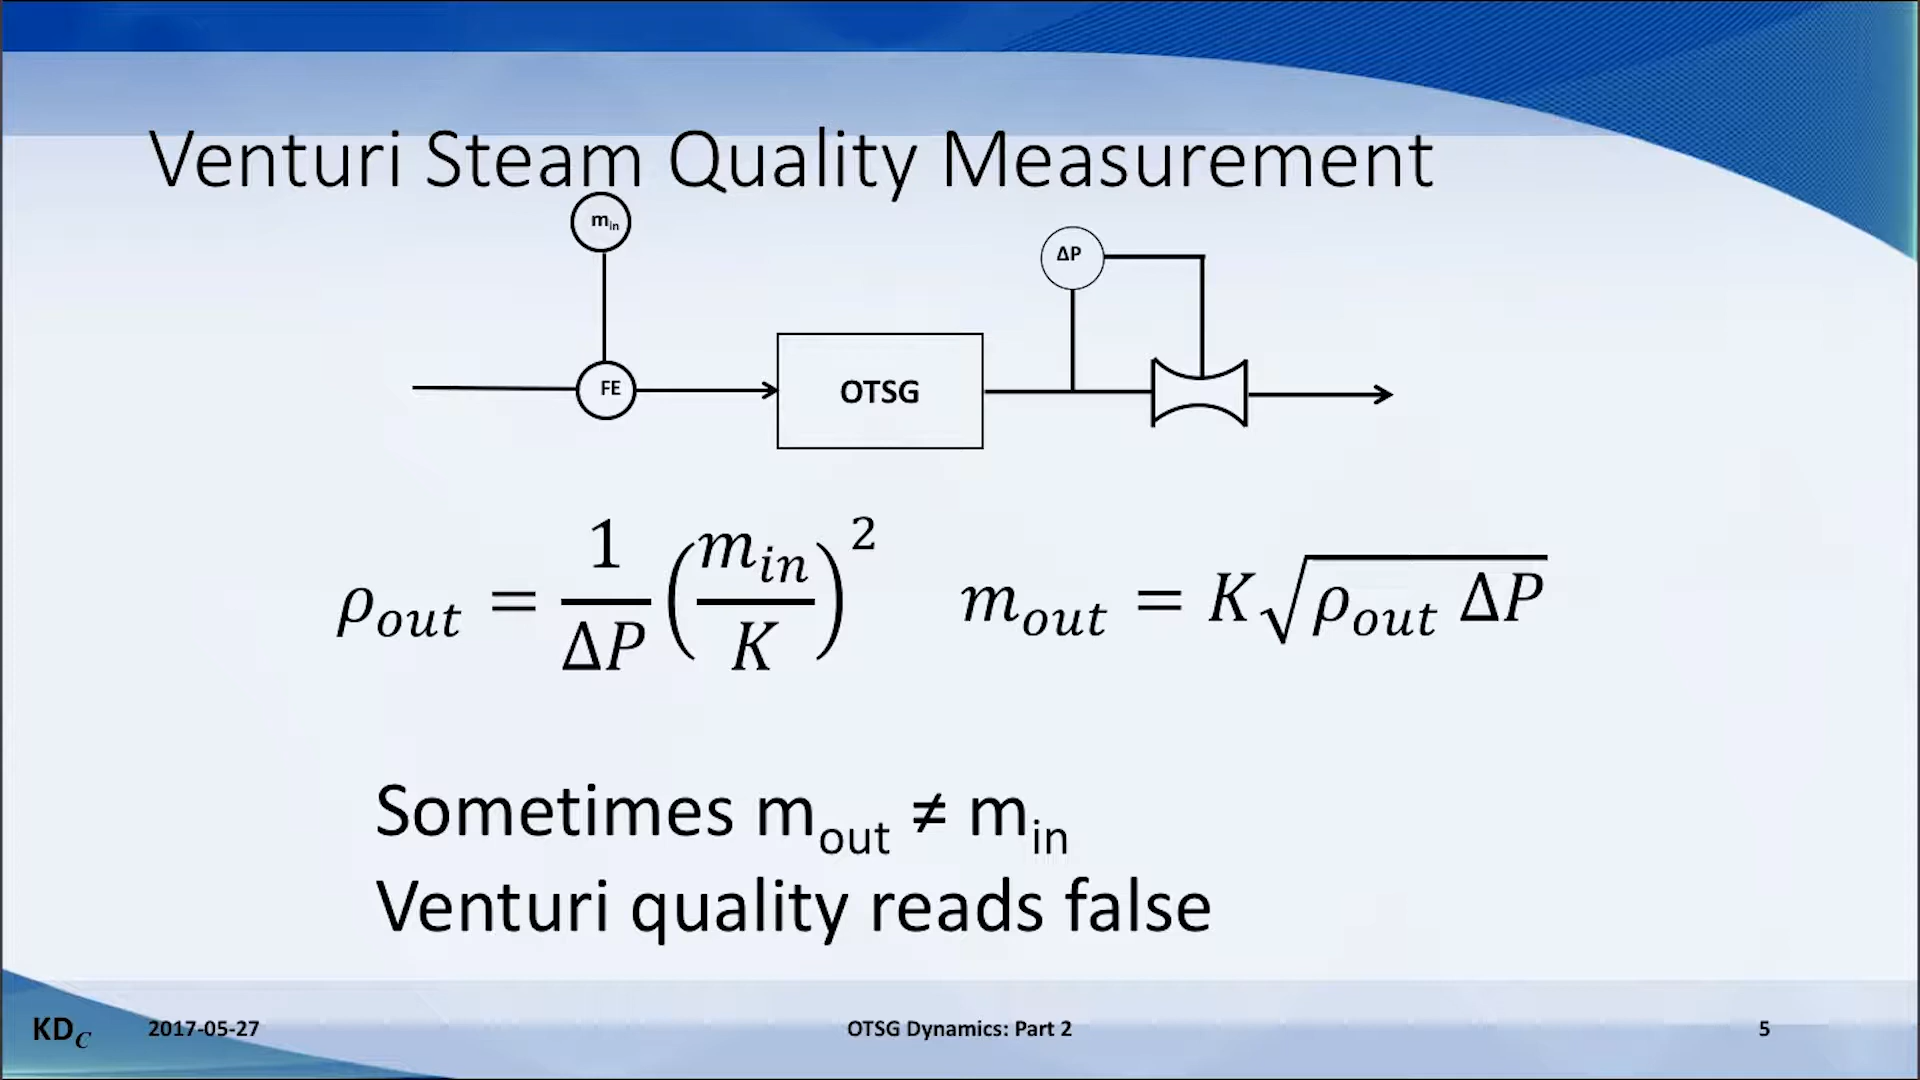 Venturi Steam Quality Measurement
m_in
ΔP
FE
OTSG
ρ_out = 1/ΔP (m_in/K)²
m_out = K√(ρ_out ΔP)
Sometimes m_out ≠ m_in
Venturi quality reads false
KD_C 2017-05-27 OTSG Dynamics: Part 2 5